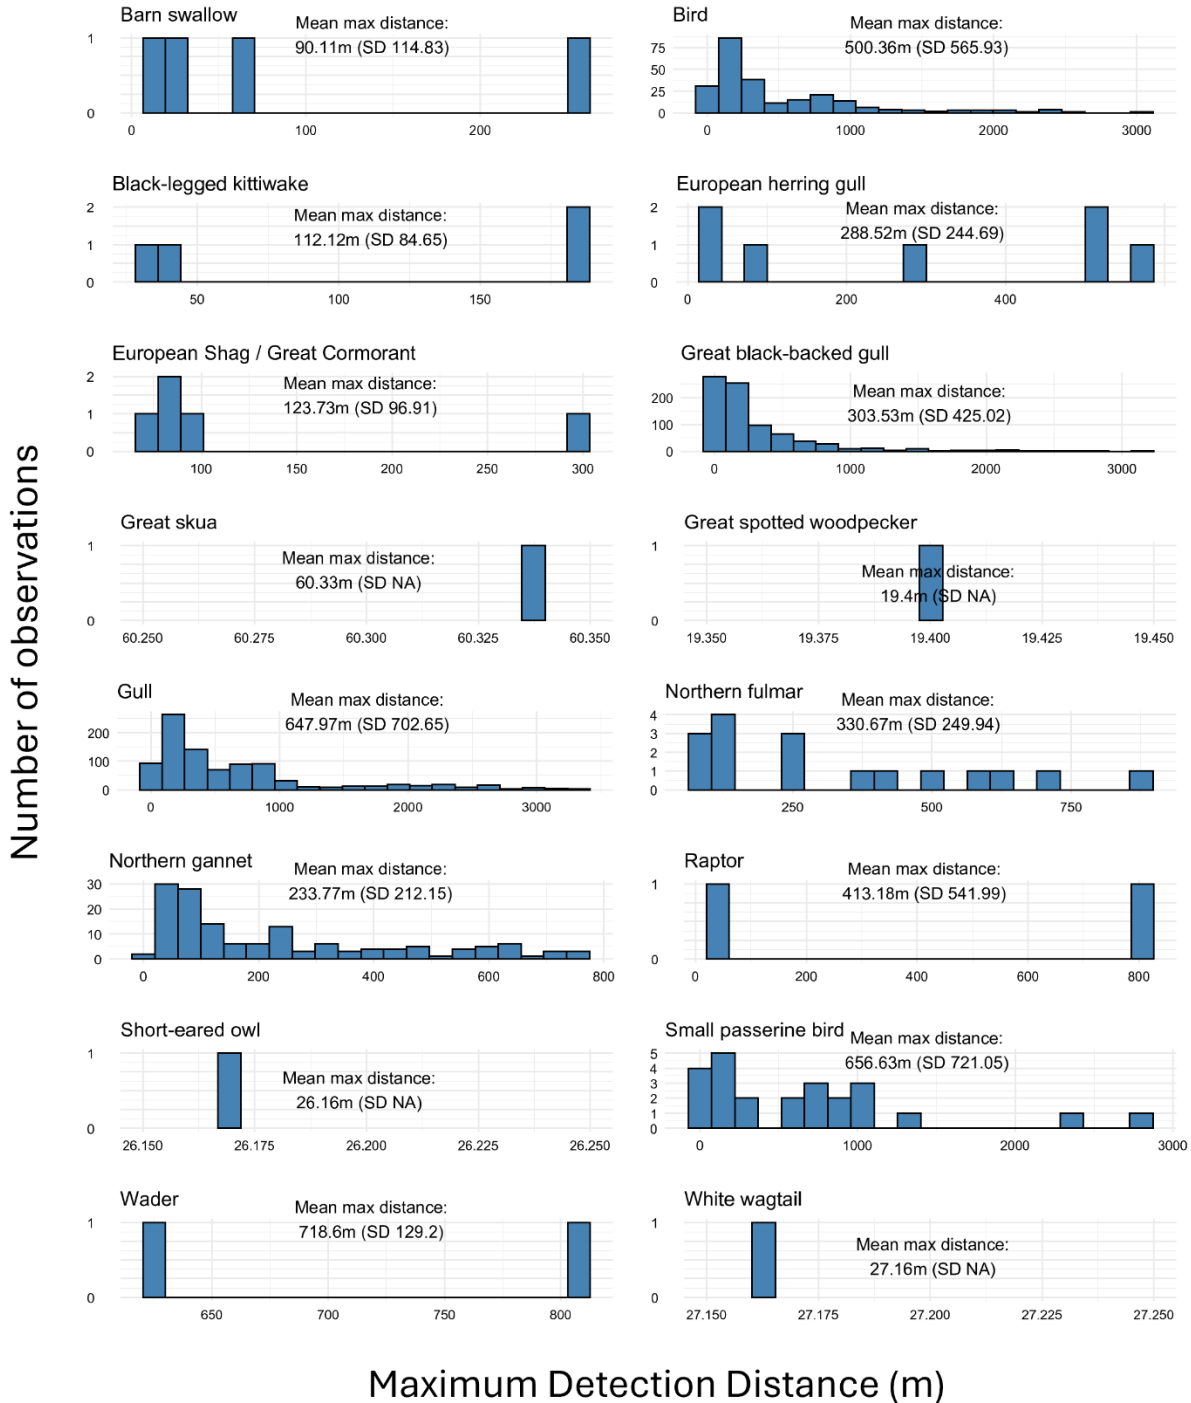 Number of observations
Barn swallow
Mean max distance:
90.11m (SD 114.83)
1
0
0
100
200
Bird
Mean max distance:
500.36m (SD 565.93)
75
50
25
0
0
1000
2000
3000
Black-legged kittiwake
Mean max distance:
112.12m (SD 84.65)
2
1
0
50
100
150
European herring gull
Mean max distance:
288.52m (SD 244.69)
2
1
0
0
200
400
European Shag / Great Cormorant
Mean max distance:
123.73m (SD 96.91)
2
1
0
100
150
200
250
300
Great black-backed gull
Mean max distance:
303.53m (SD 425.02)
200
100
0
0
1000
2000
3000
Great skua
Mean max distance:
60.33m (SD NA)
1
0
60.250
60.275
60.300
60.325
60.350
Great spotted woodpecker
Mean max distance:
19.4m (SD NA)
1
0
19.350
19.375
19.400
19.425
19.450
Gull
Mean max distance:
647.97m (SD 702.65)
200
100
0
0
1000
2000
3000
Northern fulmar
Mean max distance:
330.67m (SD 249.94)
4
3
2
1
0
250
500
750
Northern gannet
Mean max distance:
233.77m (SD 212.15)
30
20
10
0
0
200
400
600
800
Raptor
Mean max distance:
413.18m (SD 541.99)
1
0
0
200
400
600
800
Short-eared owl
Mean max distance:
26.16m (SD NA)
1
0
26.150
26.175
26.200
26.225
26.250
Small passerine bird
Mean max distance:
656.63m (SD 721.05)
5
4
3
2
1
0
0
1000
2000
3000
Wader
Mean max distance:
718.6m (SD 129.2)
1
0
650
700
750
800
White wagtail
Mean max distance:
27.16m (SD NA)
1
0
27.150
27.175
27.200
27.225
27.250
Maximum Detection Distance (m)